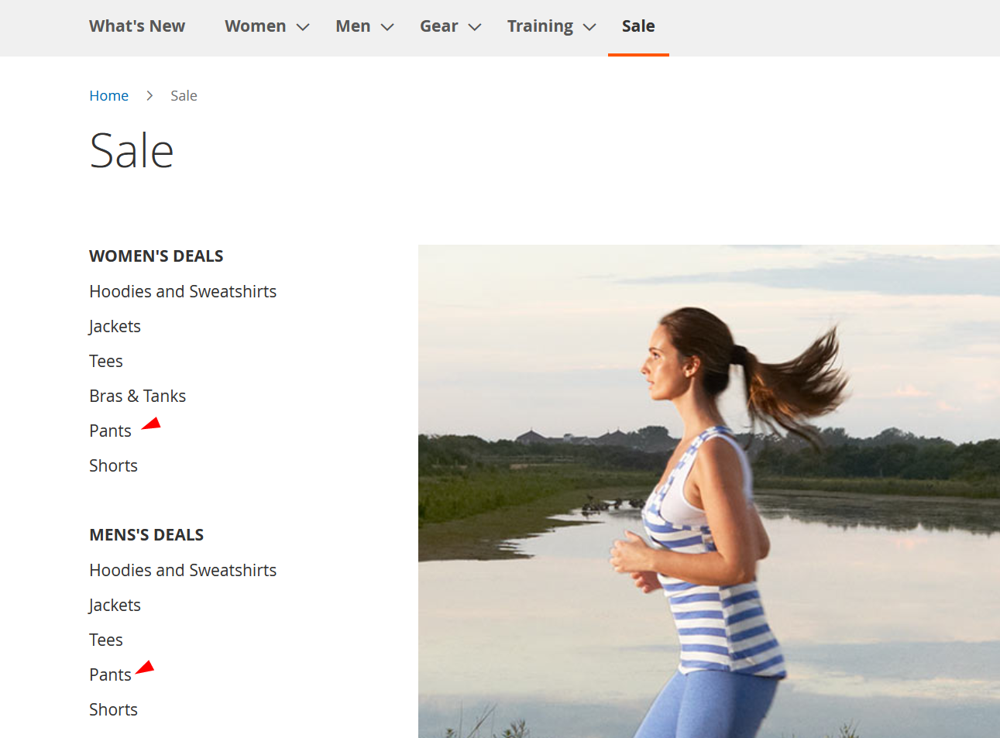 What's New Women Men Gear Training Sale
Home > Sale
Sale
WOMEN'S DEALS
Hoodies and Sweatshirts
Jackets
Tees
Bras & Tanks
Pants
Shorts
MENS'S DEALS
Hoodies and Sweatshirts
Jackets
Tees
Pants
Shorts